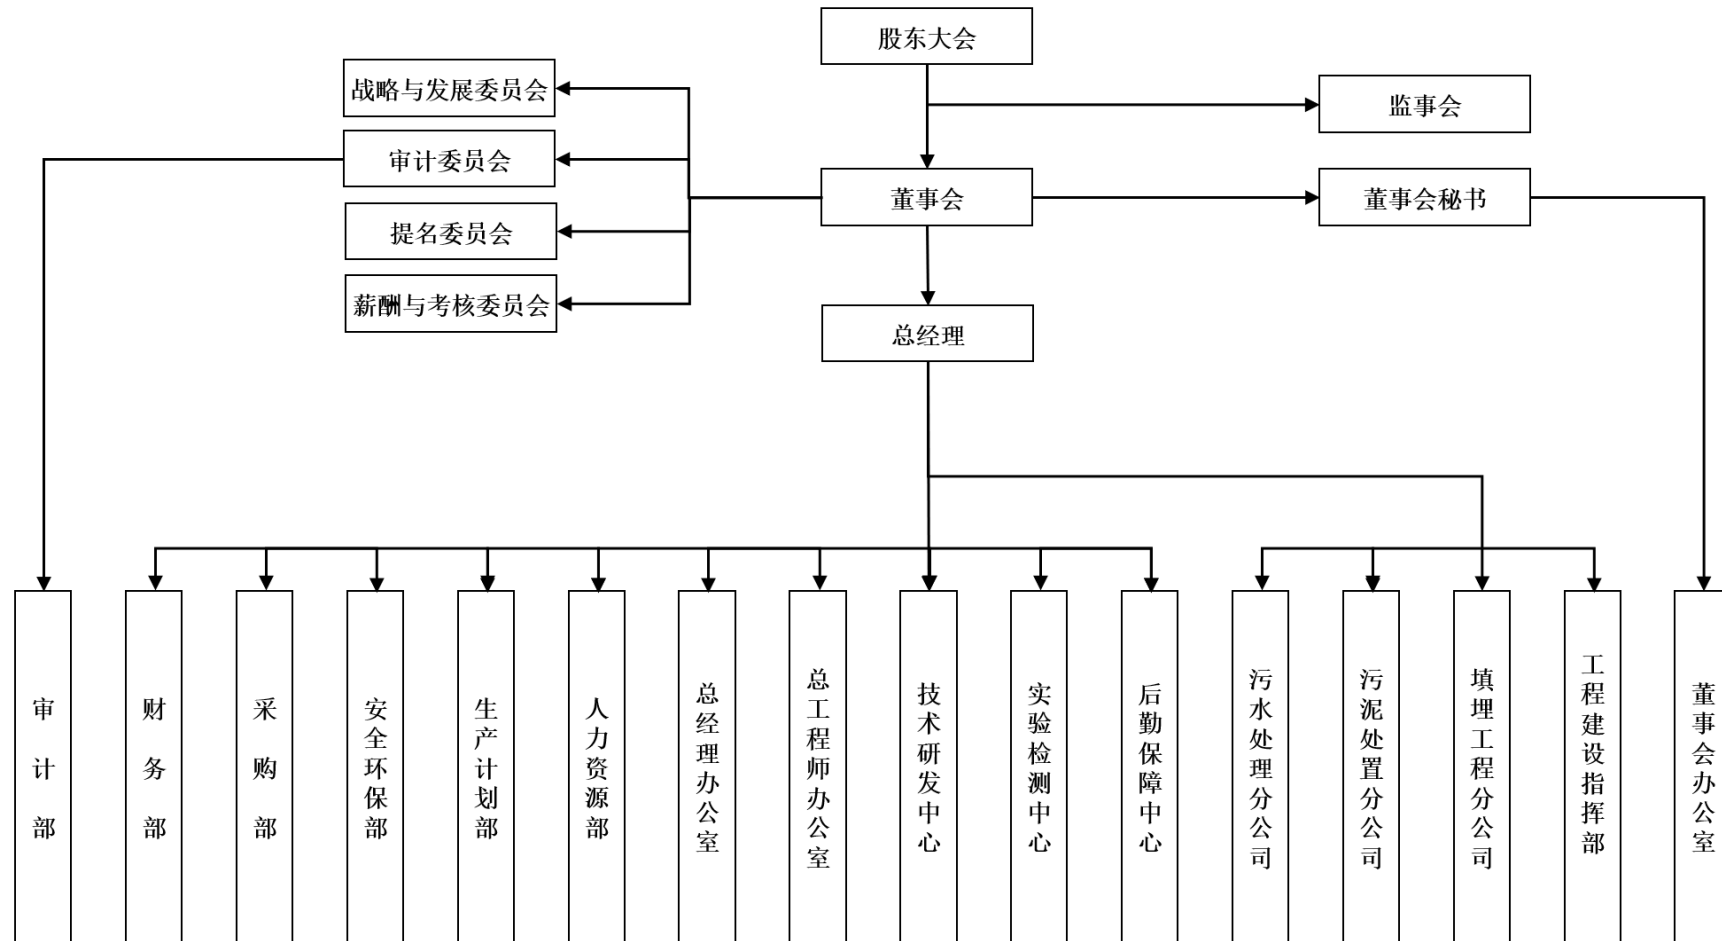 股东大会
战略与发展委员会
监事会
审计委员会
董事会
董事会秘书
提名委员会
薪酬与考核委员会
总经理
审计部
财务部
采购部
安全环保部
生产计划部
人力资源部
总经理办公室
总工程师办公室
技术研发中心
实验检测中心
后勤保障中心
污水处理分公司
污泥处置分公司
填埋工程分公司
工程建设指挥部
董事会办公室